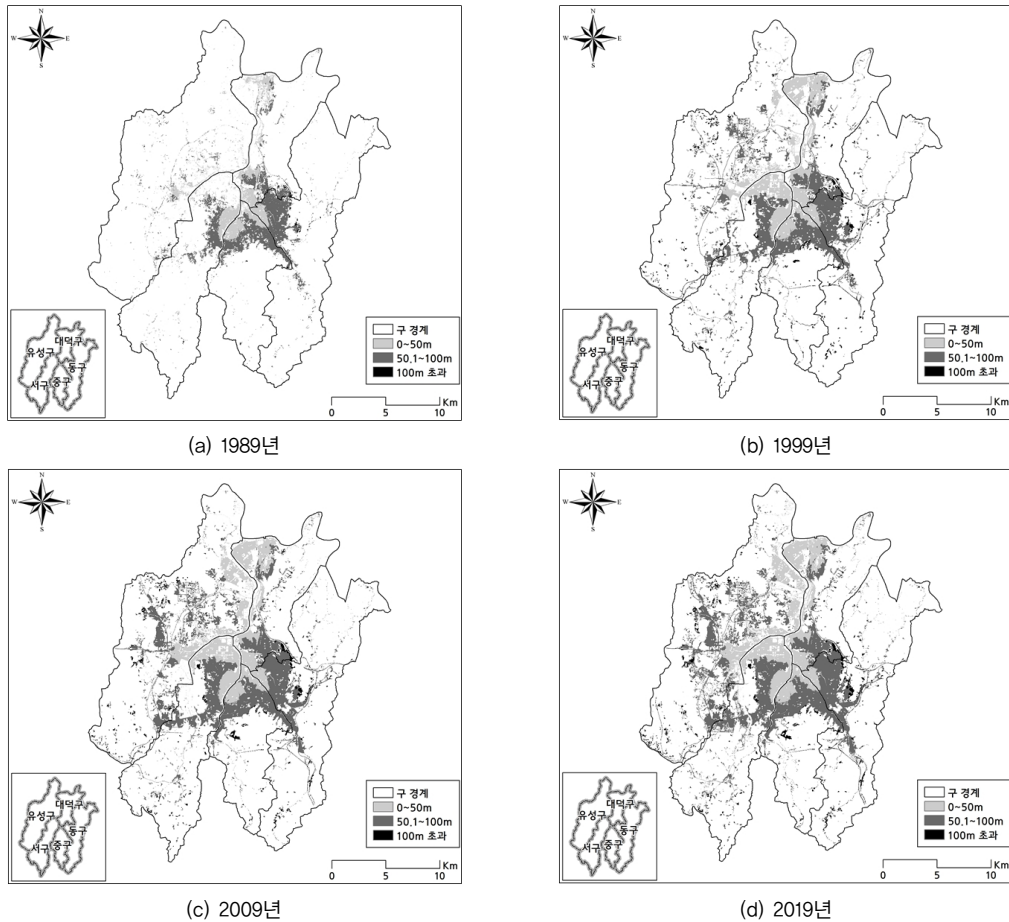 N
W E
S
유성구
대덕구
동구
서구
중구
구 경계
0~50m
50.1~100m
100m 초과
Km
0 5 10
(a) 1989년
N
W E
S
유성구
대덕구
동구
서구
중구
구 경계
0~50m
50.1~100m
100m 초과
Km
0 5 10
(b) 1999년
N
W E
S
유성구
대덕구
동구
서구
중구
구 경계
0~50m
50.1~100m
100m 초과
Km
0 5 10
(c) 2009년
N
W E
S
유성구
대덕구
동구
서구
중구
구 경계
0~50m
50.1~100m
100m 초과
Km
0 5 10
(d) 2019년